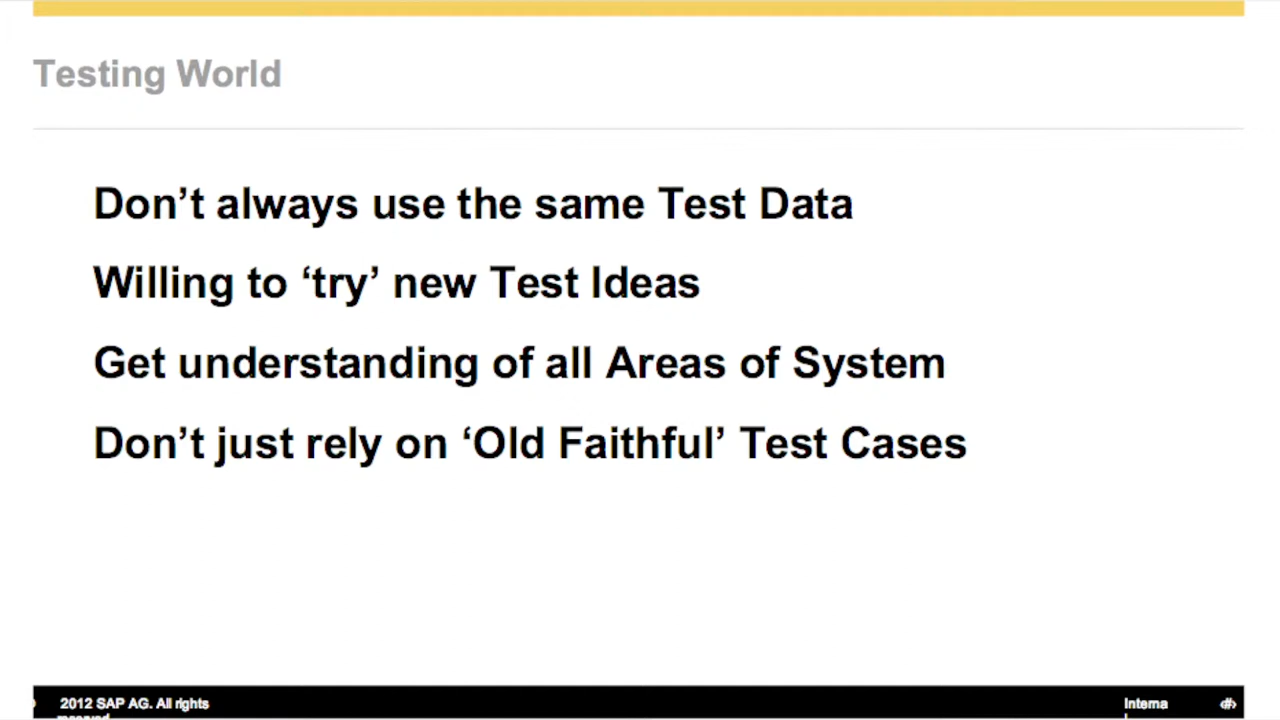 Testing World
Don’t always use the same Test Data
Willing to ‘try’ new Test Ideas
Get understanding of all Areas of System
Don’t just rely on ‘Old Faithful’ Test Cases
2012 SAP AG. All rights
reserved
Interna
l
‹#›